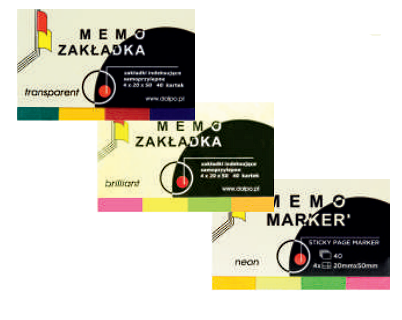 MEMO
ZAKŁADKA
zakładki indeksujące
samoprzylepne
4 x 20 x 50 40 kartek
transparent
www.dalpo.pl
MEMO
ZAKŁADKA
zakładki indeksujące
samoprzylepne
4 x 20 x 50 40 kartek
brilliant
www.dalpo.pl
MEMO
MARKER'
STICKY PAGE MARKER
40
neon
4x 20mmx50mm